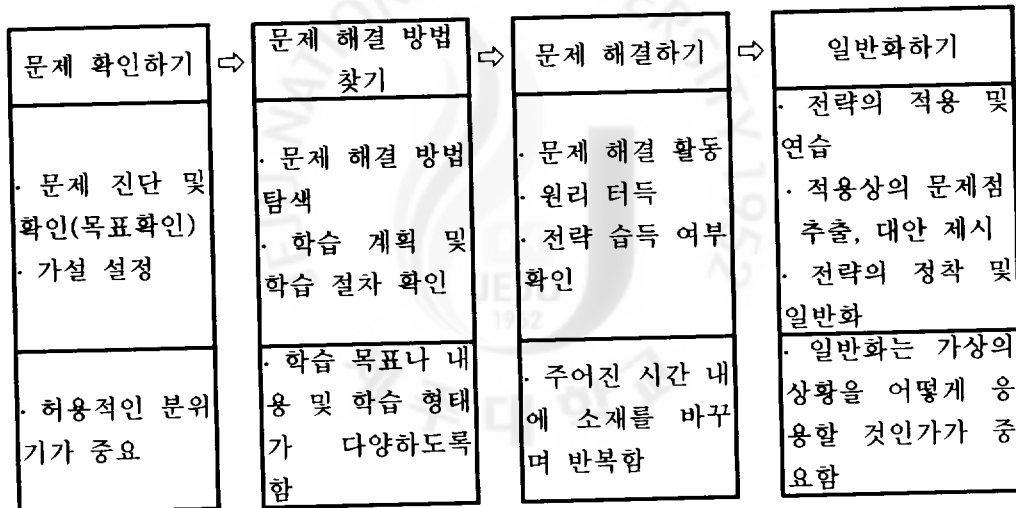 문제 확인하기 ⇨
문제 해결 방법
찾기 ⇨
문제 해결하기 ⇨
일반화하기
· 문제 진단 및
확인(목표확인)
· 가설 설정
· 문제 해결 방법
탐색
· 학습 계획 및
학습 절차 확인
· 문제 해결 활동
· 원리 터득
· 전략 습득 여부
확인
· 전략의 적용 및
연습
· 적용상의 문제점
추출, 대안 제시
· 전략의 정착 및
일반화
· 허용적인 분위
기가 중요
· 학습 목표나 내
용 및 학습 형태
가 다양하도록
함
· 주어진 시간 내
에 소재를 바꾸
며 반복함
· 일반화는 가상의
상황을 어떻게 응
용할 것인가가 중
요함
JEJU
1952